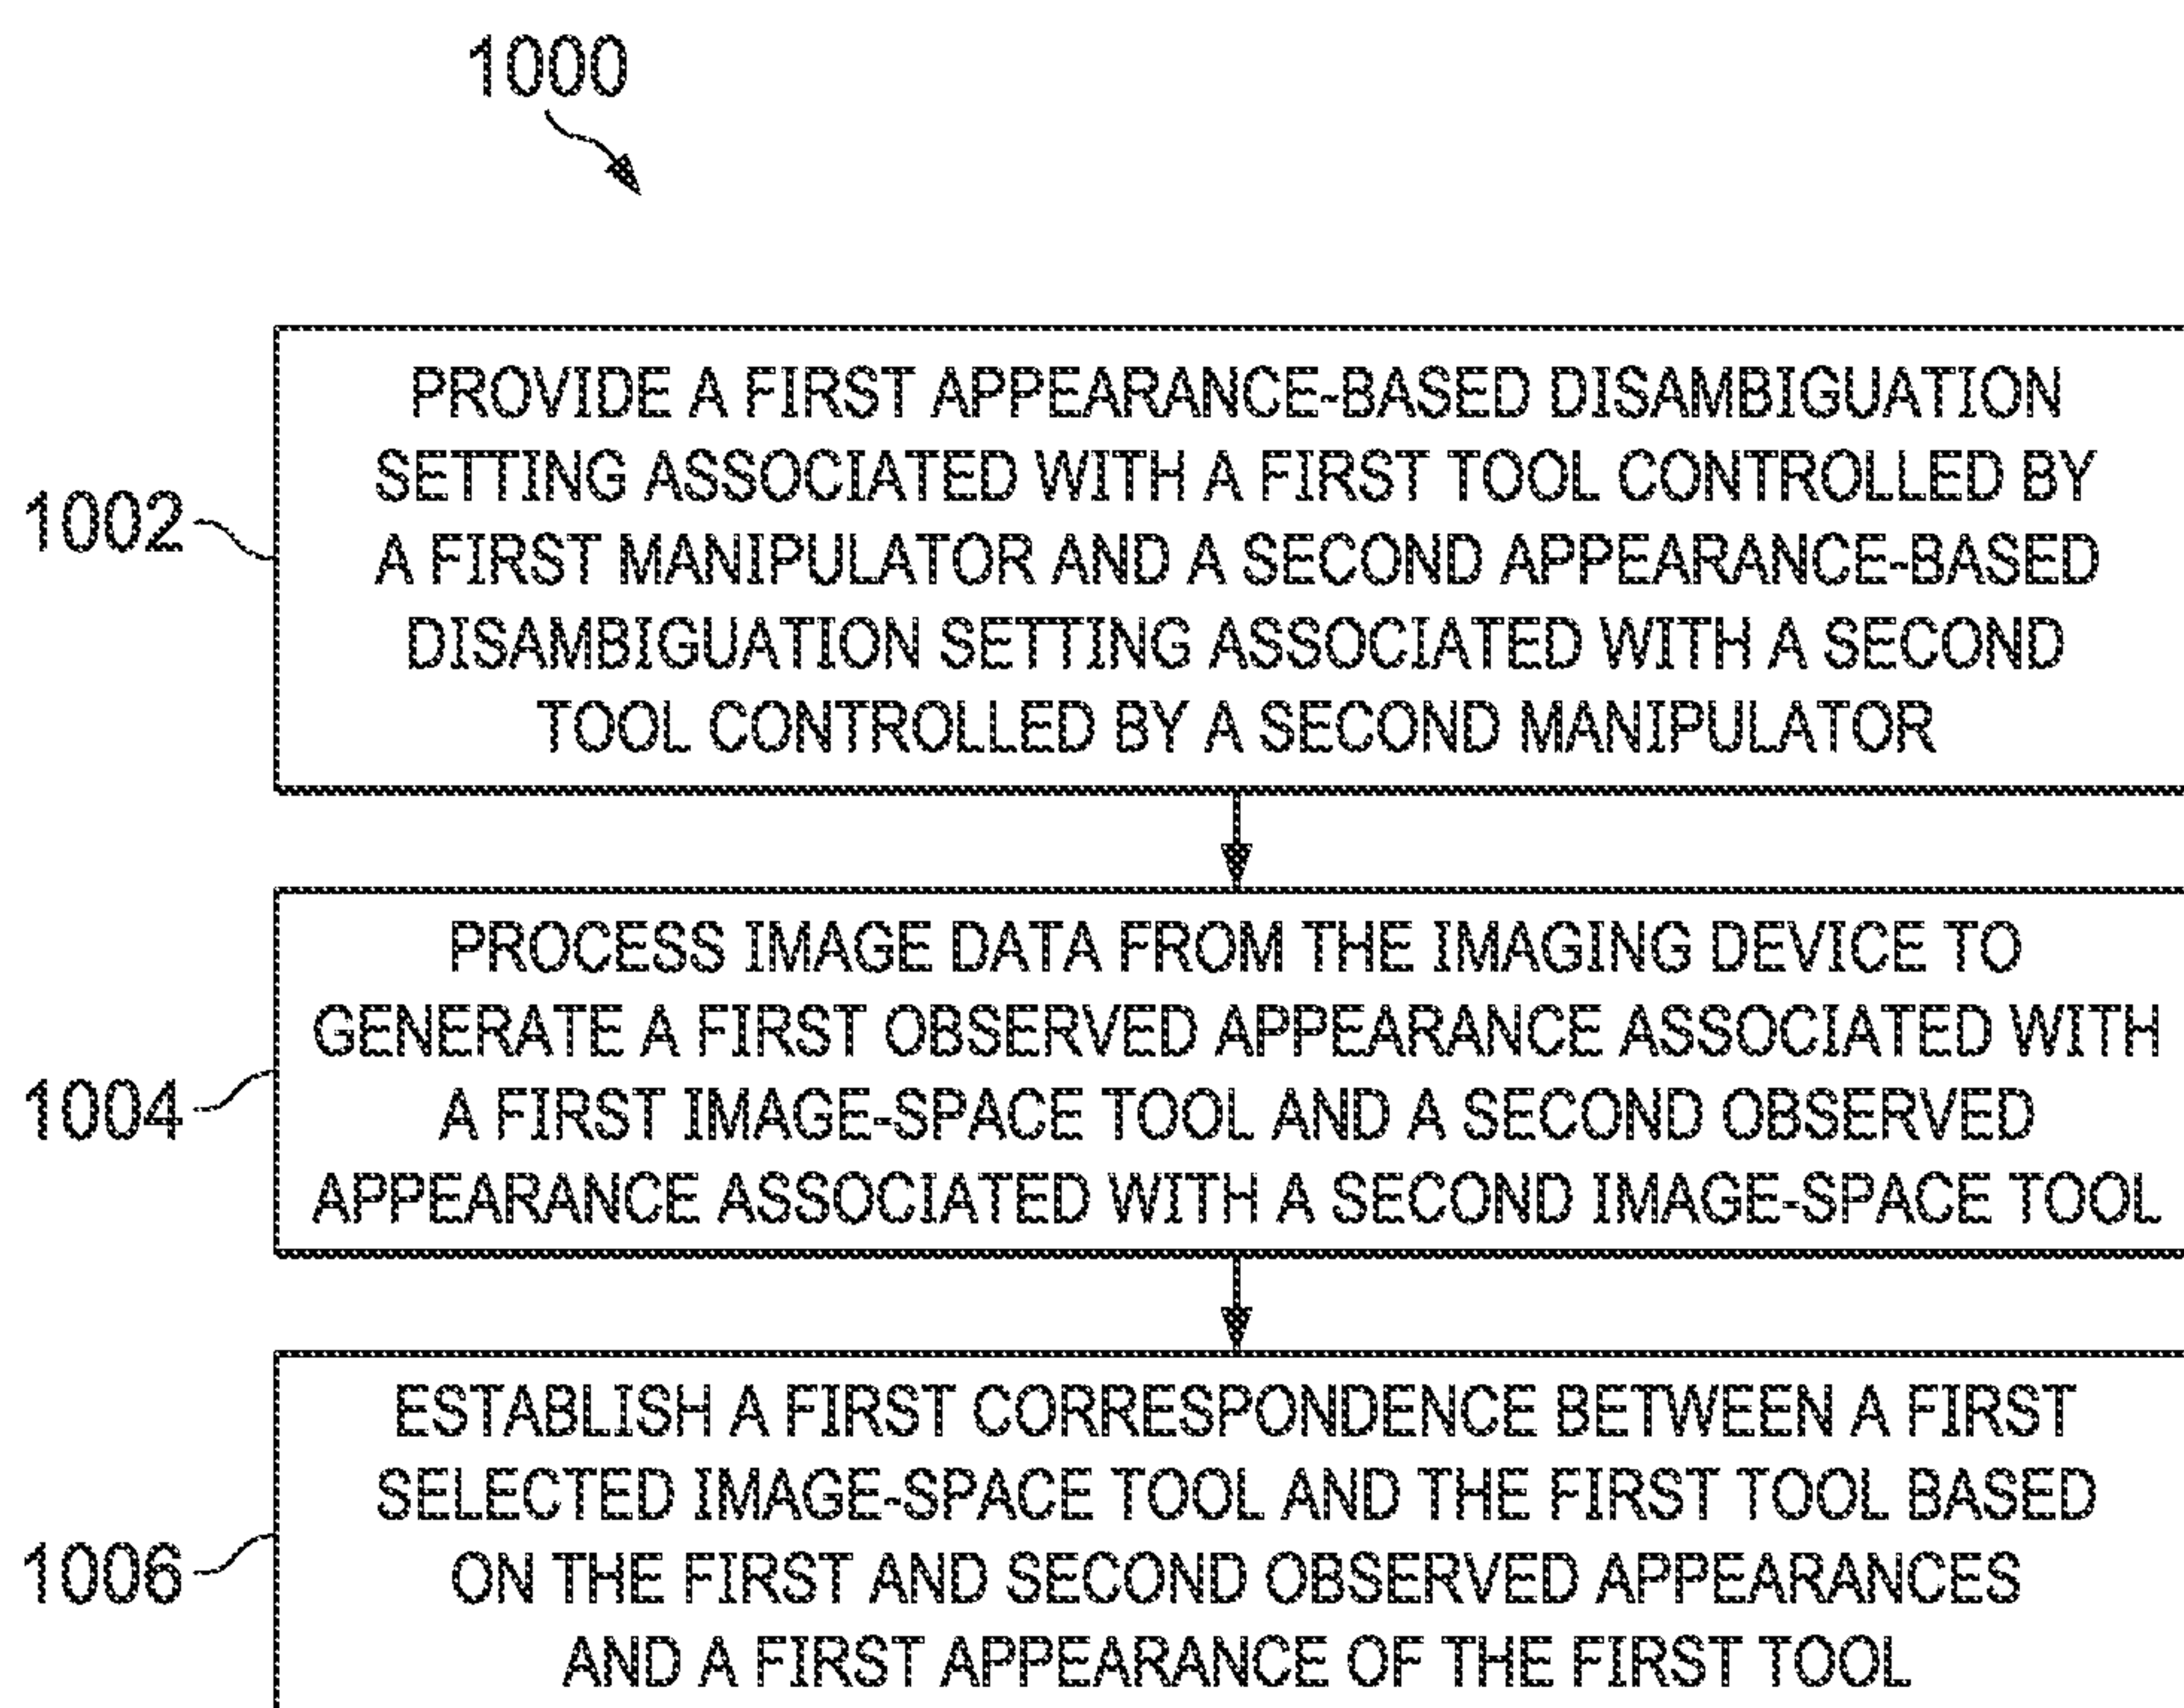 1000
1002
PROVIDE A FIRST APPEARANCE-BASED DISAMBIGUATION
SETTING ASSOCIATED WITH A FIRST TOOL CONTROLLED BY
A FIRST MANIPULATOR AND A SECOND APPEARANCE-BASED
DISAMBIGUATION SETTING ASSOCIATED WITH A SECOND
TOOL CONTROLLED BY A SECOND MANIPULATOR
1004
PROCESS IMAGE DATA FROM THE IMAGING DEVICE TO
GENERATE A FIRST OBSERVED APPEARANCE ASSOCIATED WITH
A FIRST IMAGE-SPACE TOOL AND A SECOND OBSERVED
APPEARANCE ASSOCIATED WITH A SECOND IMAGE-SPACE TOOL
1006
ESTABLISH A FIRST CORRESPONDENCE BETWEEN A FIRST
SELECTED IMAGE-SPACE TOOL AND THE FIRST TOOL BASED
ON THE FIRST AND SECOND OBSERVED APPEARANCES
AND A FIRST APPEARANCE OF THE FIRST TOOL